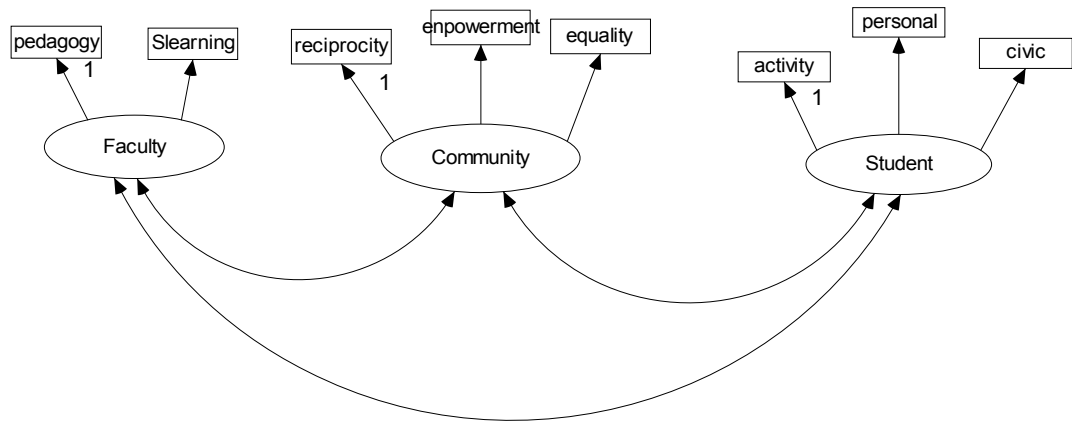 pedagogy
Slearning
reciprocity
enpowerment
equality
activity
personal
civic
1
1
1
Faculty
Community
Student